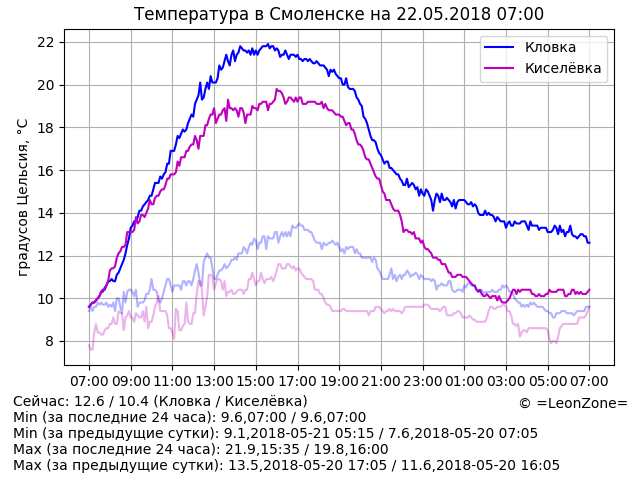 Температура в Смоленске на 22.05.2018 07:00
градусов Цельсия, °C
22
20
18
16
14
12
10
8
Кловка
Киселёвка
07:00 09:00 11:00 13:00 15:00 17:00 19:00 21:00 23:00 01:00 03:00 05:00 07:00
Сейчас: 12.6 / 10.4 (Кловка / Киселёвка)
© =LeonZone=
Min (за последние 24 часа): 9.6,07:00 / 9.6,07:00
Min (за предыдущие сутки): 9.1,2018-05-21 05:15 / 7.6,2018-05-20 07:05
Max (за последние 24 часа): 21.9,15:35 / 19.8,16:00
Max (за предыдущие сутки): 13.5,2018-05-20 17:05 / 11.6,2018-05-20 16:05